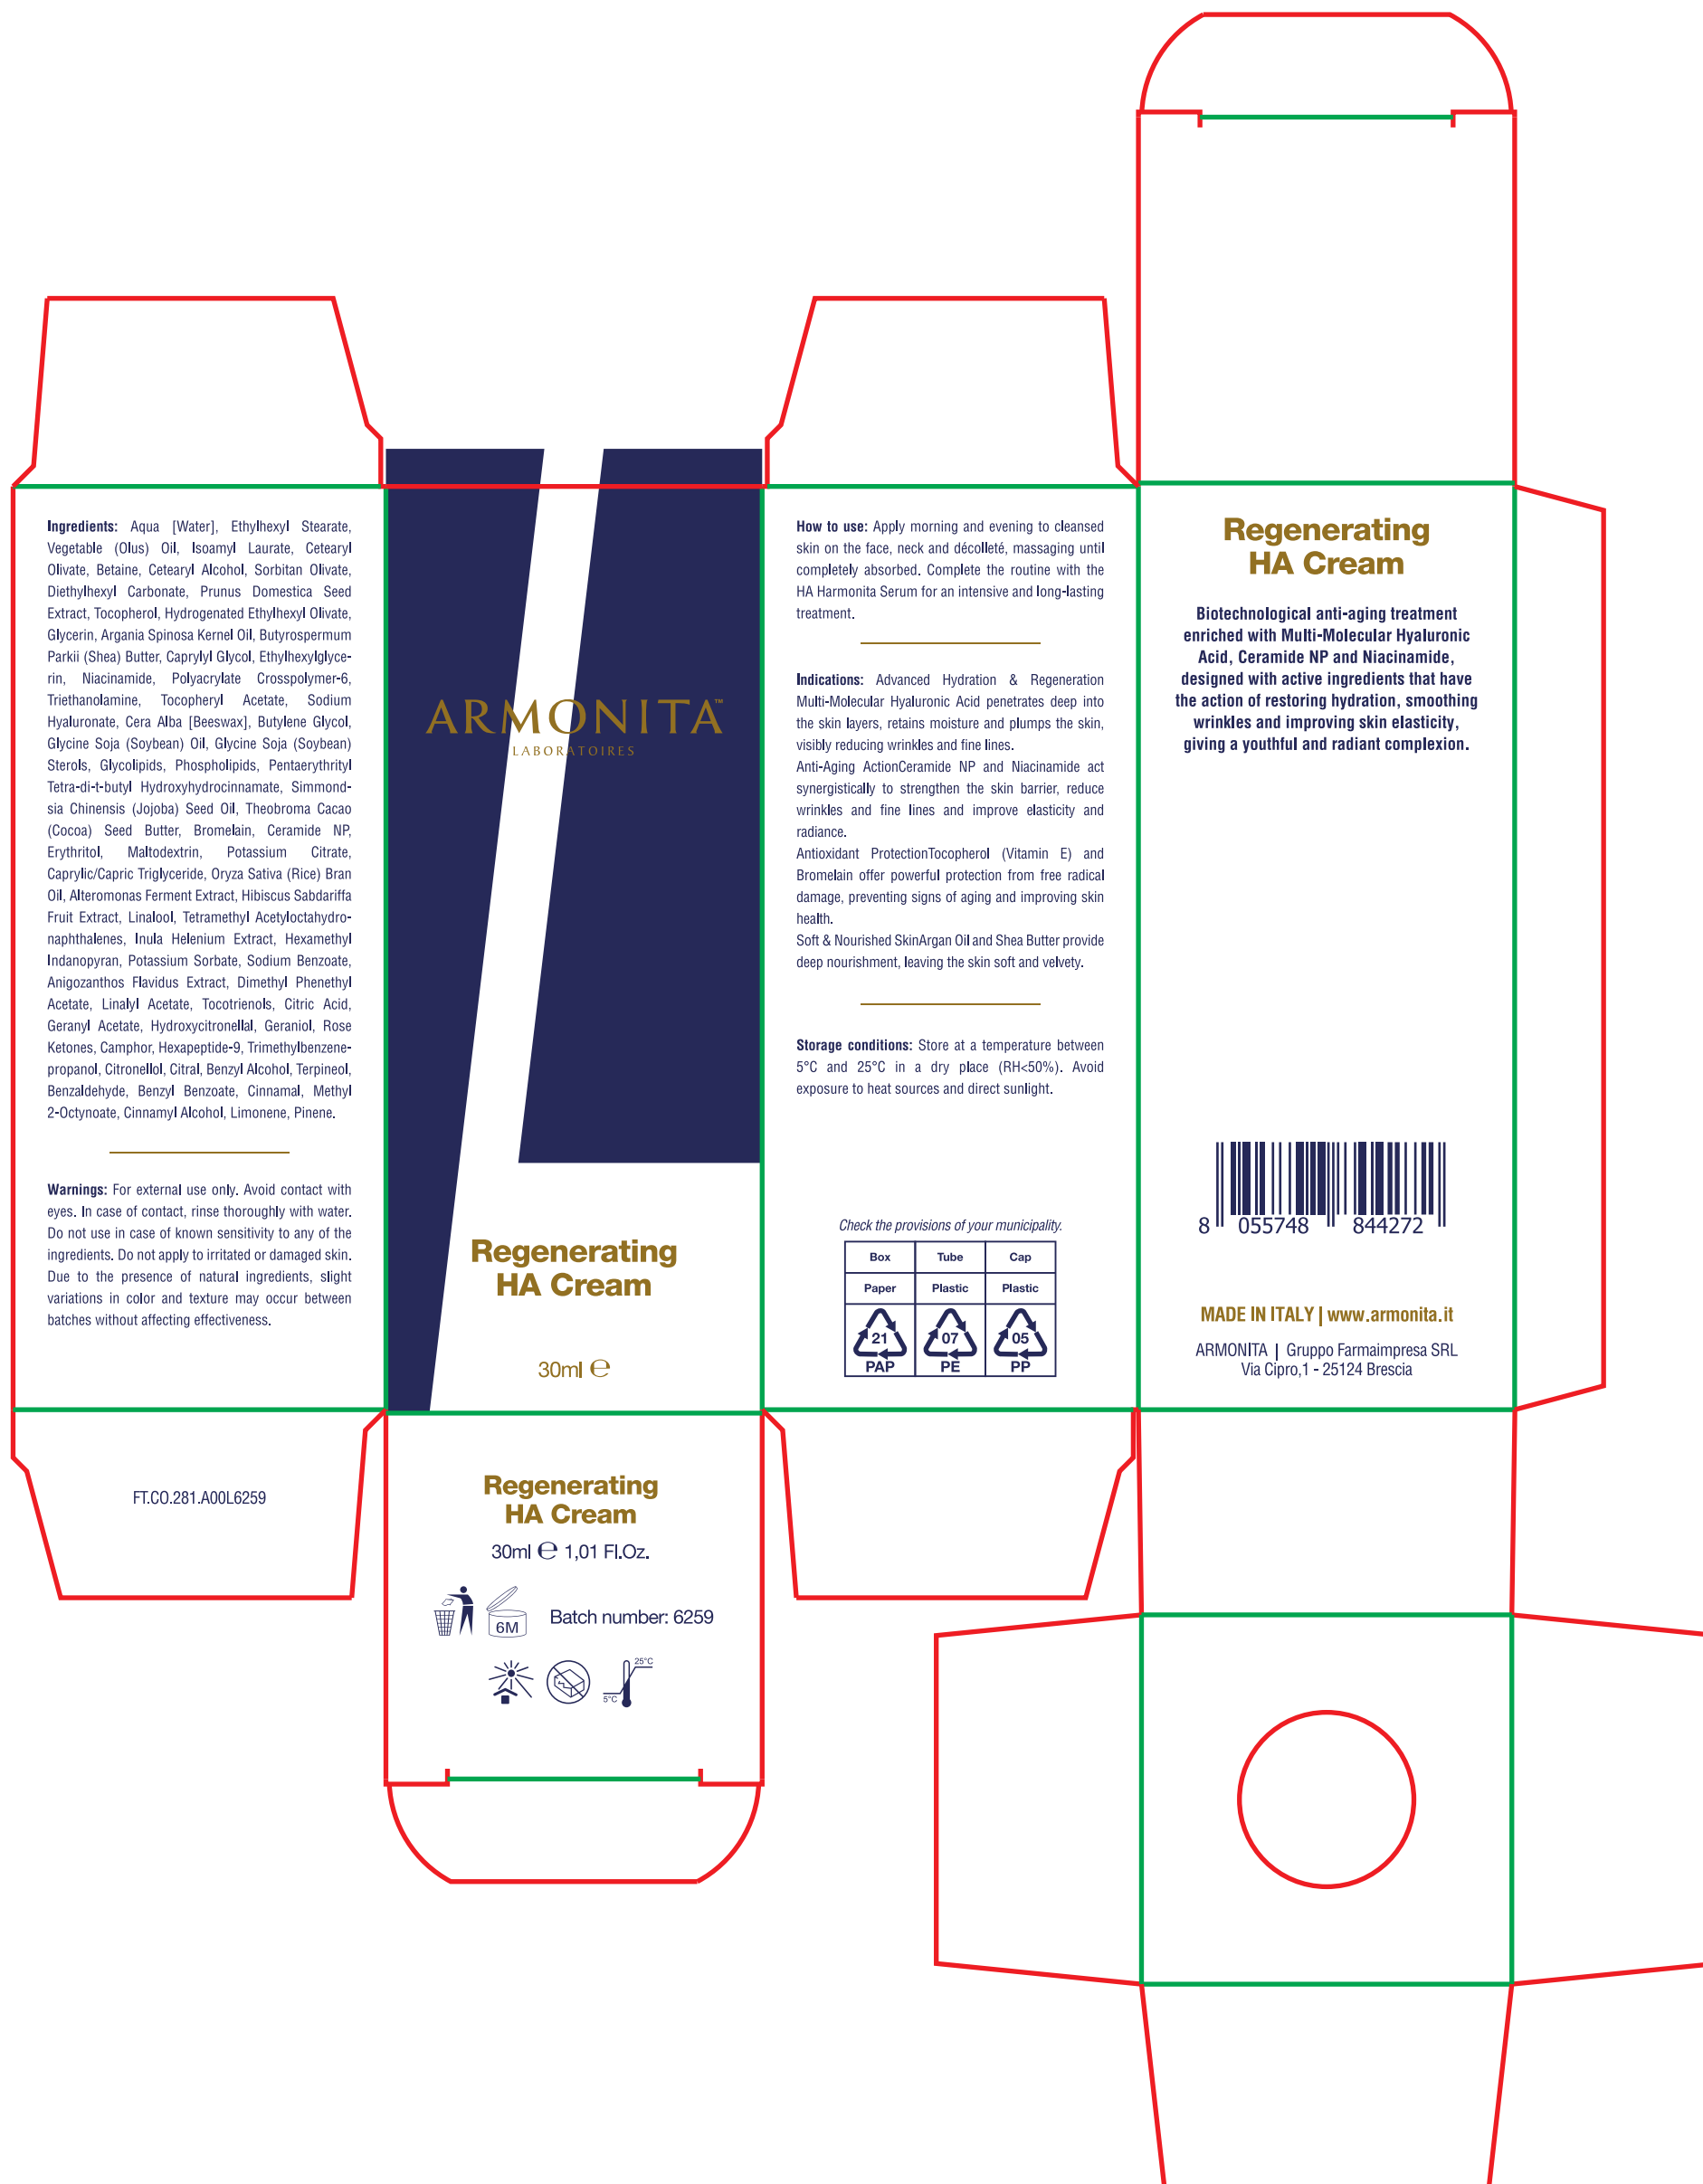 Ingredients: Aqua [Water], Ethylhexyl Stearate,
Vegetable (Olus) Oil, Isoamyl Laurate, Cetearyl
Olivate, Betaine, Cetearyl Alcohol, Sorbitan Olivate,
Diethylhexyl Carbonate, Prunus Domestica Seed
Extract, Tocopherol, Hydrogenated Ethylhexyl Olivate,
Glycerin, Argania Spinosa Kernel Oil, Butyrospermum
Parkii (Shea) Butter, Caprylyl Glycol, Ethylhexylglyce-
rin, Niacinamide, Polyacrylate Crosspolymer-6,
Triethanolamine, Tocopheryl Acetate, Sodium
Hyaluronate, Cera Alba [Beeswax], Butylene Glycol,
Glycine Soja (Soybean) Oil, Glycine Soja (Soybean)
Sterols, Glycolipids, Phospholipids, Pentaerythrityl
Tetra-di-t-butyl Hydroxyhydrocinnamate, Simmond-
sia Chinensis (Jojoba) Seed Oil, Theobroma Cacao
(Cocoa) Seed Butter, Bromelain, Ceramide NP,
Erythritol, Maltodextrin, Potassium Citrate,
Caprylic/Capric Triglyceride, Oryza Sativa (Rice) Bran
Oil, Alteromonas Ferment Extract, Hibiscus Sabdariffa
Fruit Extract, Linalool, Tetramethyl Acetyloctahydro-
naphthalenes, Inula Helenium Extract, Hexamethyl
Indanopyran, Potassium Sorbate, Sodium Benzoate,
Anigozanthos Flavidus Extract, Dimethyl Phenethyl
Acetate, Linalyl Acetate, Tocotrienols, Citric Acid,
Geranyl Acetate, Hydroxycitronellal, Geraniol, Rose
Ketones, Camphor, Hexapeptide-9, Trimethylbenzene-
propanol, Citronellol, Citral, Benzyl Alcohol, Terpineol,
Benzaldehyde, Benzyl Benzoate, Cinnamal, Methyl
2-Octynoate, Cinnamyl Alcohol, Limonene, Pinene.
Warnings: For external use only. Avoid contact with
eyes. In case of contact, rinse thoroughly with water.
Do not use in case of known sensitivity to any of the
ingredients. Do not apply to irritated or damaged skin.
Due to the presence of natural ingredients, slight
variations in color and texture may occur between
batches without affecting effectiveness.
FT.CO.281.A00L6259
ARMONITA™
LABORATOIRES
Regenerating
HA Cream
30ml ℮
Regenerating
HA Cream
30ml ℮ 1,01 Fl.Oz.
6M
Batch number: 6259
25°C
5°C
How to use: Apply morning and evening to cleansed
skin on the face, neck and décolleté, massaging until
completely absorbed. Complete the routine with the
HA Harmonita Serum for an intensive and long-lasting
treatment.
Indications: Advanced Hydration & Regeneration
Multi-Molecular Hyaluronic Acid penetrates deep into
the skin layers, retains moisture and plumps the skin,
visibly reducing wrinkles and fine lines.
Anti-Aging ActionCeramide NP and Niacinamide act
synergistically to strengthen the skin barrier, reduce
wrinkles and fine lines and improve elasticity and
radiance.
Antioxidant ProtectionTocopherol (Vitamin E) and
Bromelain offer powerful protection from free radical
damage, preventing signs of aging and improving skin
health.
Soft & Nourished SkinArgan Oil and Shea Butter provide
deep nourishment, leaving the skin soft and velvety.
Storage conditions: Store at a temperature between
5°C and 25°C in a dry place (RH<50%). Avoid
exposure to heat sources and direct sunlight.
Check the provisions of your municipality.
Box Tube Cap
Paper Plastic Plastic
21 07 05
PAP PE PP
Regenerating
HA Cream
Biotechnological anti-aging treatment
enriched with Multi-Molecular Hyaluronic
Acid, Ceramide NP and Niacinamide,
designed with active ingredients that have
the action of restoring hydration, smoothing
wrinkles and improving skin elasticity,
giving a youthful and radiant complexion.
8 055748 844272
MADE IN ITALY | www.armonita.it
ARMONITA | Gruppo Farmaimpresa SRL
Via Cipro,1 - 25124 Brescia